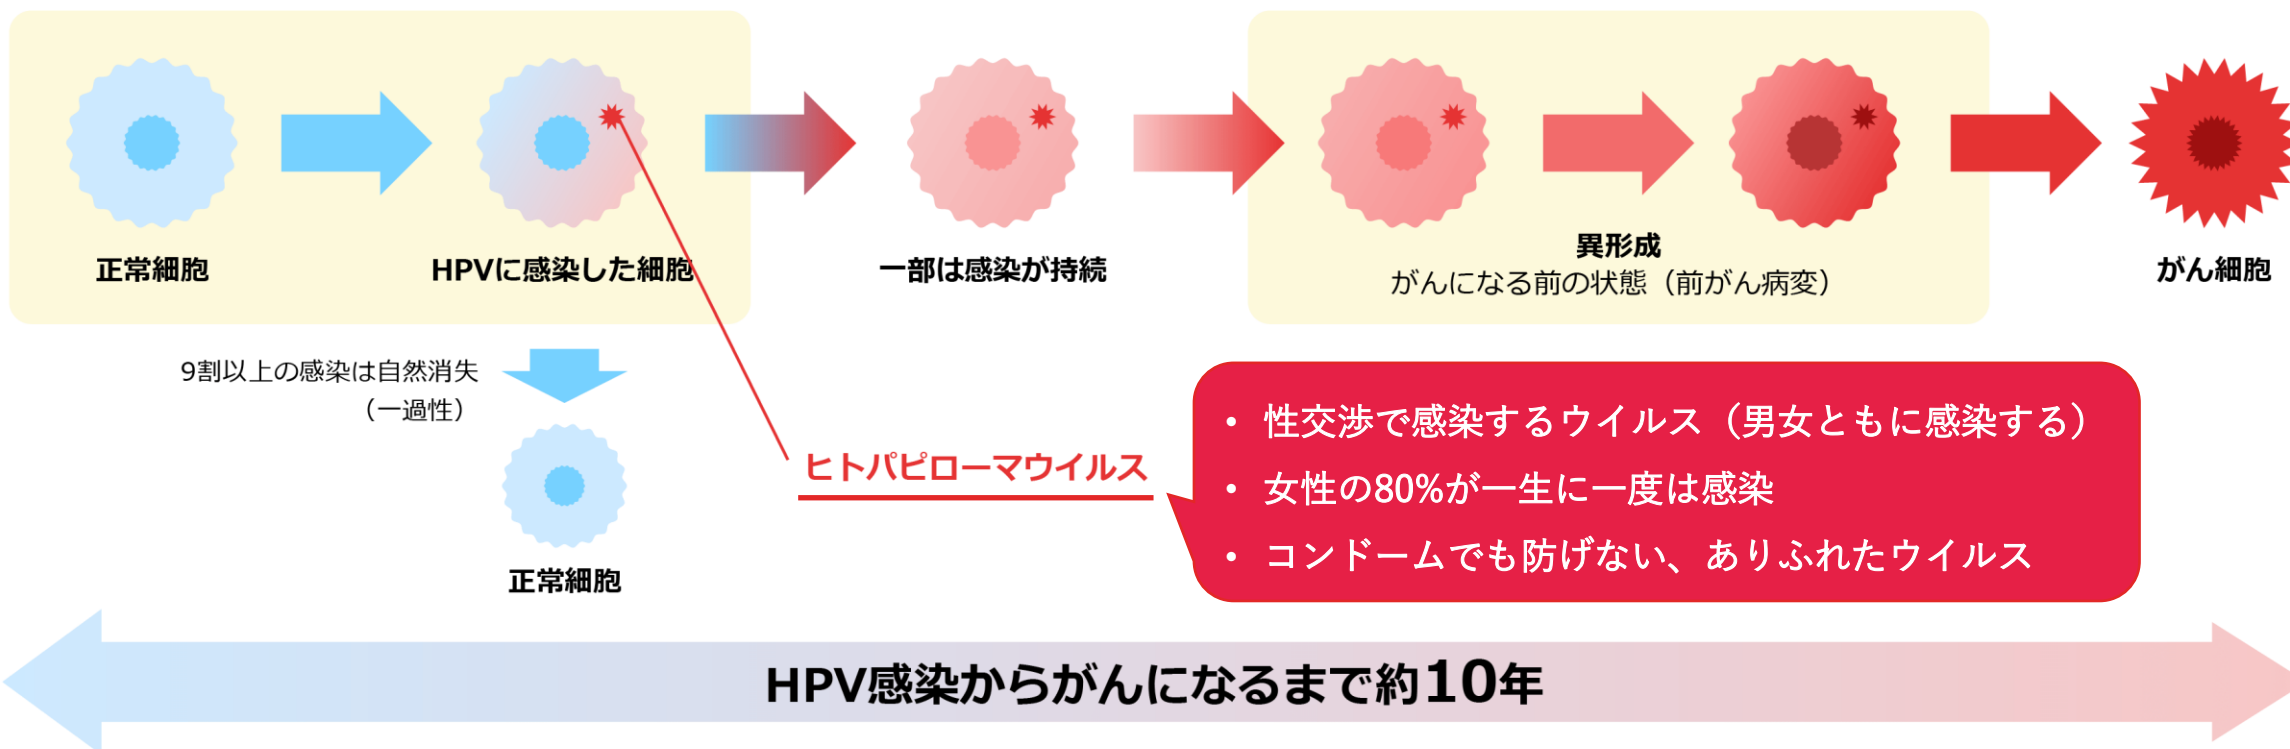 正常細胞
HPVに感染した細胞
一部は感染が持続
異形成
がんになる前の状態（前がん病変）
がん細胞
9割以上の感染は自然消失
（一過性）
正常細胞
ヒトパピローマウイルス
• 性交渉で感染するウイルス（男女ともに感染する）
• 女性の80%が一生に一度は感染
• コンドームでも防げない、ありふれたウイルス
HPV感染からがんになるまで約10年